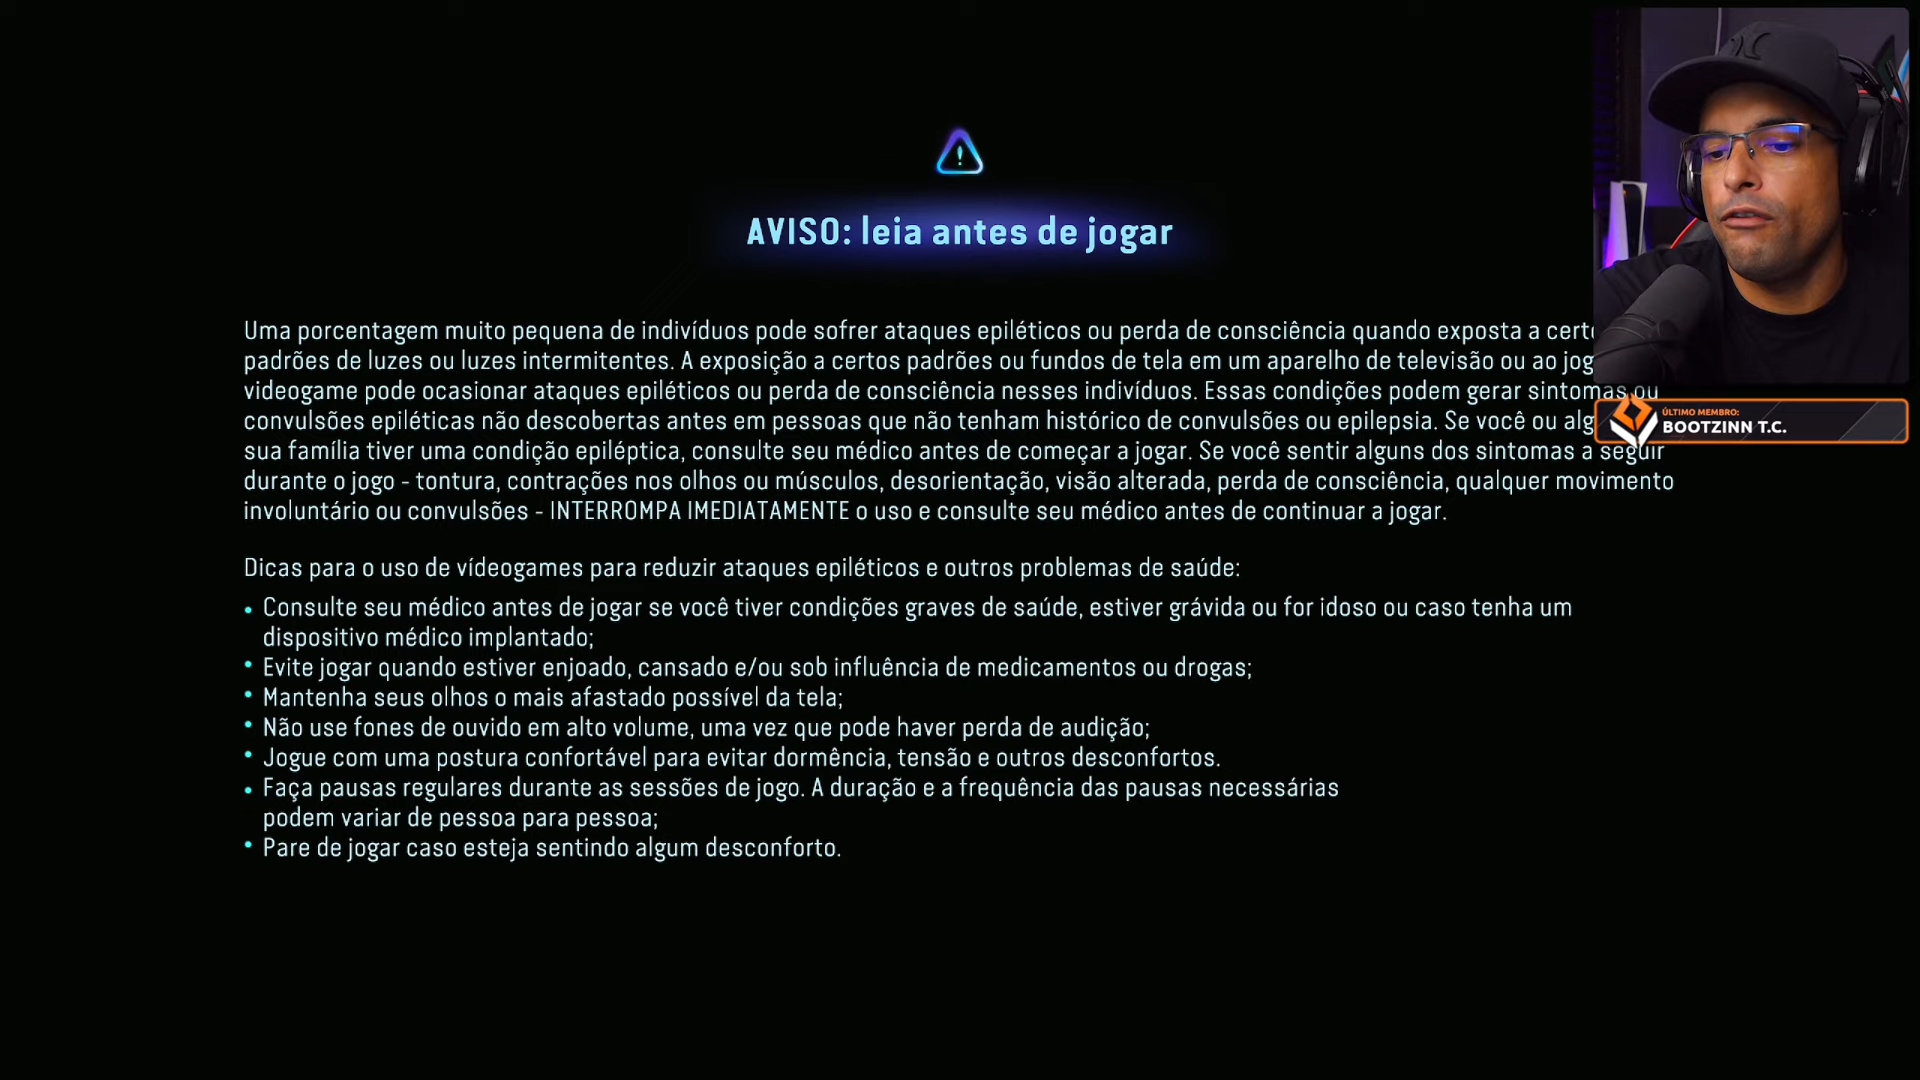 AVISO: leia antes de jogar
Uma porcentagem muito pequena de indivíduos pode sofrer ataques epiléticos ou perda de consciência quando exposta a
padrões de luzes ou luzes intermitentes. A exposição a certos padrões ou fundos de tela em um aparelho de televisão ou ao
videogame pode ocasionar ataques epiléticos ou perda de consciência nesses indivíduos. Essas condições podem gerar sintomas ou
convulsões epiléticas não descobertas antes em pessoas que não tenham histórico de convulsões ou epilepsia. Se você ou
sua família tiver uma condição epiléptica, consulte seu médico antes de começar a jogar. Se você sentir alguns dos sintomas a seguir
durante o jogo - tontura, contrações nos olhos ou músculos, desorientação, visão alterada, perda de consciência, qualquer movimento
involuntário ou convulsões - INTERROMPA IMEDIATAMENTE o uso e consulte seu médico antes de continuar a jogar.
Dicas para o uso de vídeogames para reduzir ataques epiléticos e outros problemas de saúde:
• Consulte seu médico antes de jogar se você tiver condições graves de saúde, estiver grávida ou for idoso ou caso tenha um
dispositivo médico implantado;
• Evite jogar quando estiver enjoado, cansado e/ou sob influência de medicamentos ou drogas;
• Mantenha seus olhos o mais afastado possível da tela;
• Não use fones de ouvido em alto volume, uma vez que pode haver perda de audição;
• Jogue com uma postura confortável para evitar dormência, tensão e outros desconfortos.
• Faça pausas regulares durante as sessões de jogo. A duração e a frequência das pausas necessárias
podem variar de pessoa para pessoa;
• Pare de jogar caso esteja sentindo algum desconforto.
ÚLTIMO MEMBRO:
BOOTZINN T.C.